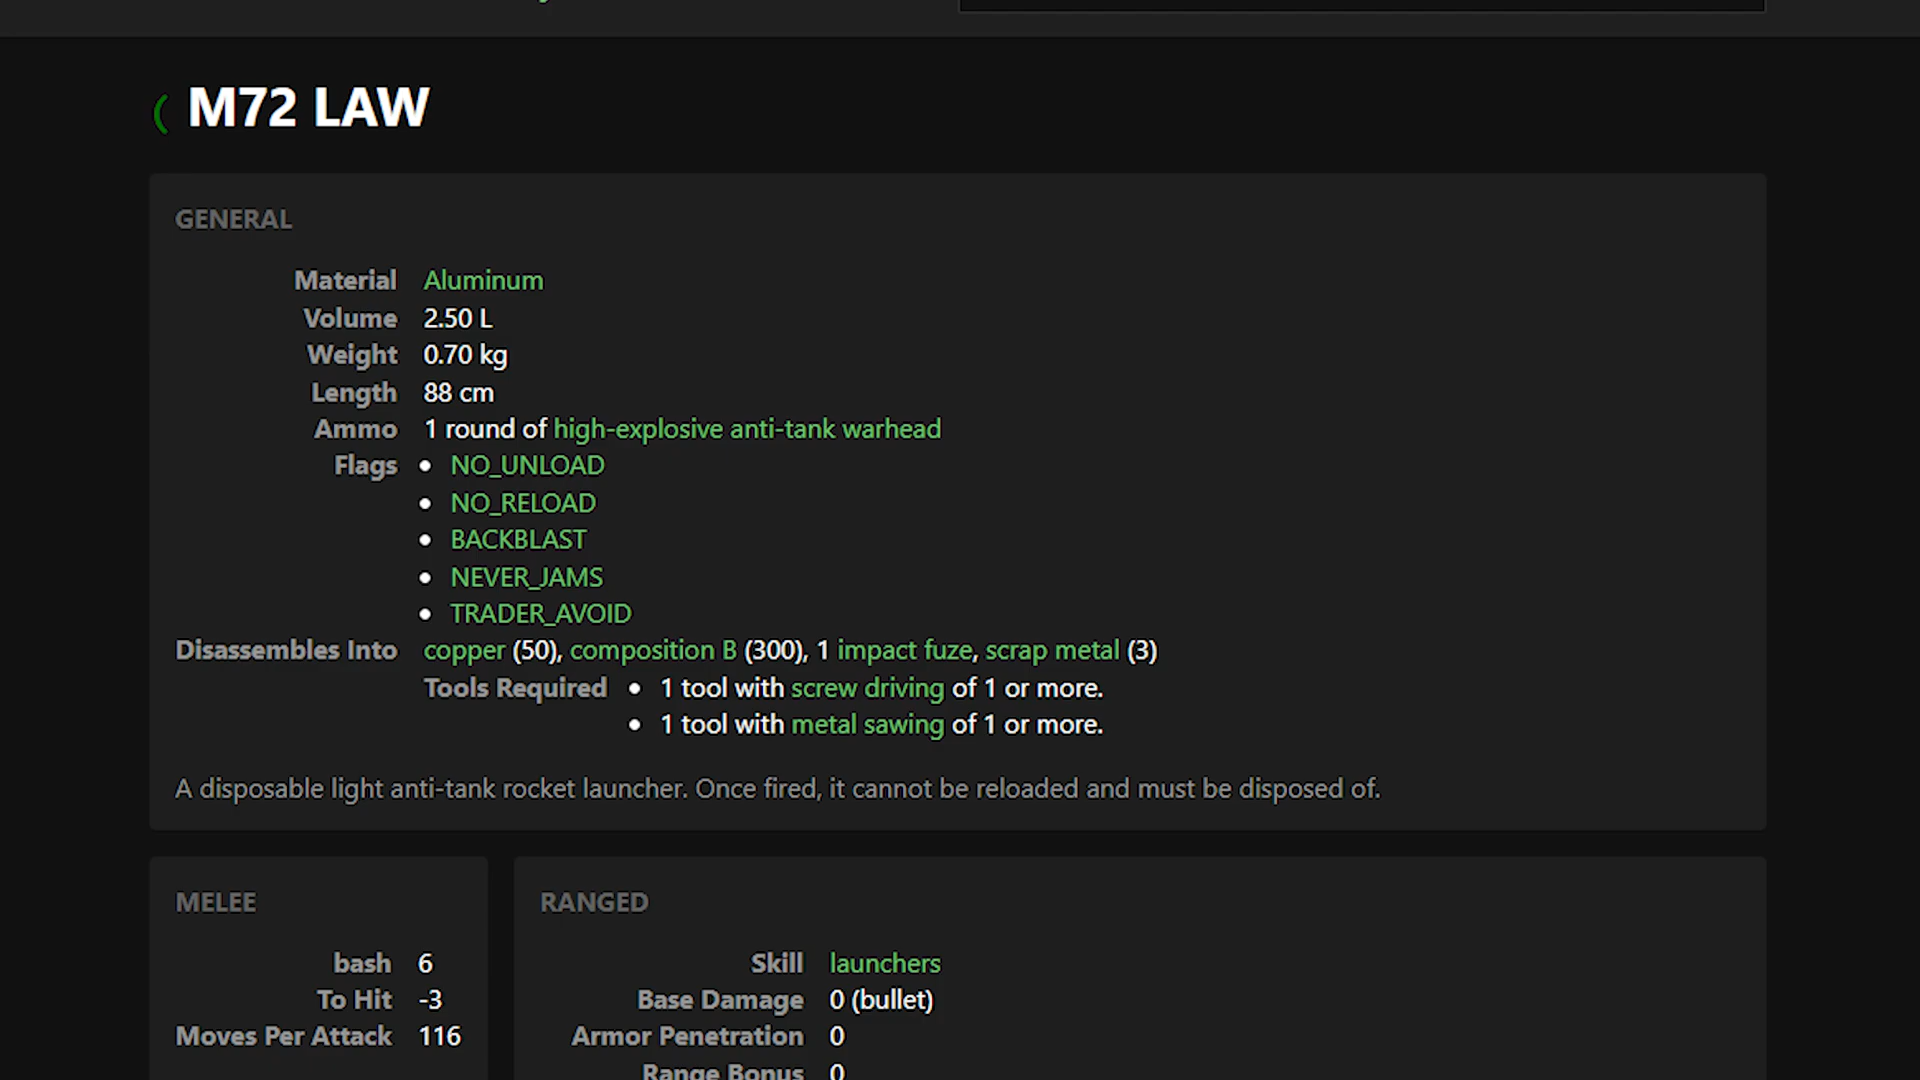 ( M72 LAW
GENERAL
Material Aluminum
Volume 2.50 L
Weight 0.70 kg
Length 88 cm
Ammo 1 round of high-explosive anti-tank warhead
Flags • NO_UNLOAD
• NO_RELOAD
• BACKBLAST
• NEVER_JAMS
• TRADER_AVOID
Disassembles Into copper (50), composition B (300), 1 impact fuze, scrap metal (3)
Tools Required • 1 tool with screw driving of 1 or more.
• 1 tool with metal sawing of 1 or more.
A disposable light anti-tank rocket launcher. Once fired, it cannot be reloaded and must be disposed of.
MELEE
bash 6
To Hit -3
Moves Per Attack 116
RANGED
Skill launchers
Base Damage 0 (bullet)
Armor Penetration 0
Range Bonus 0